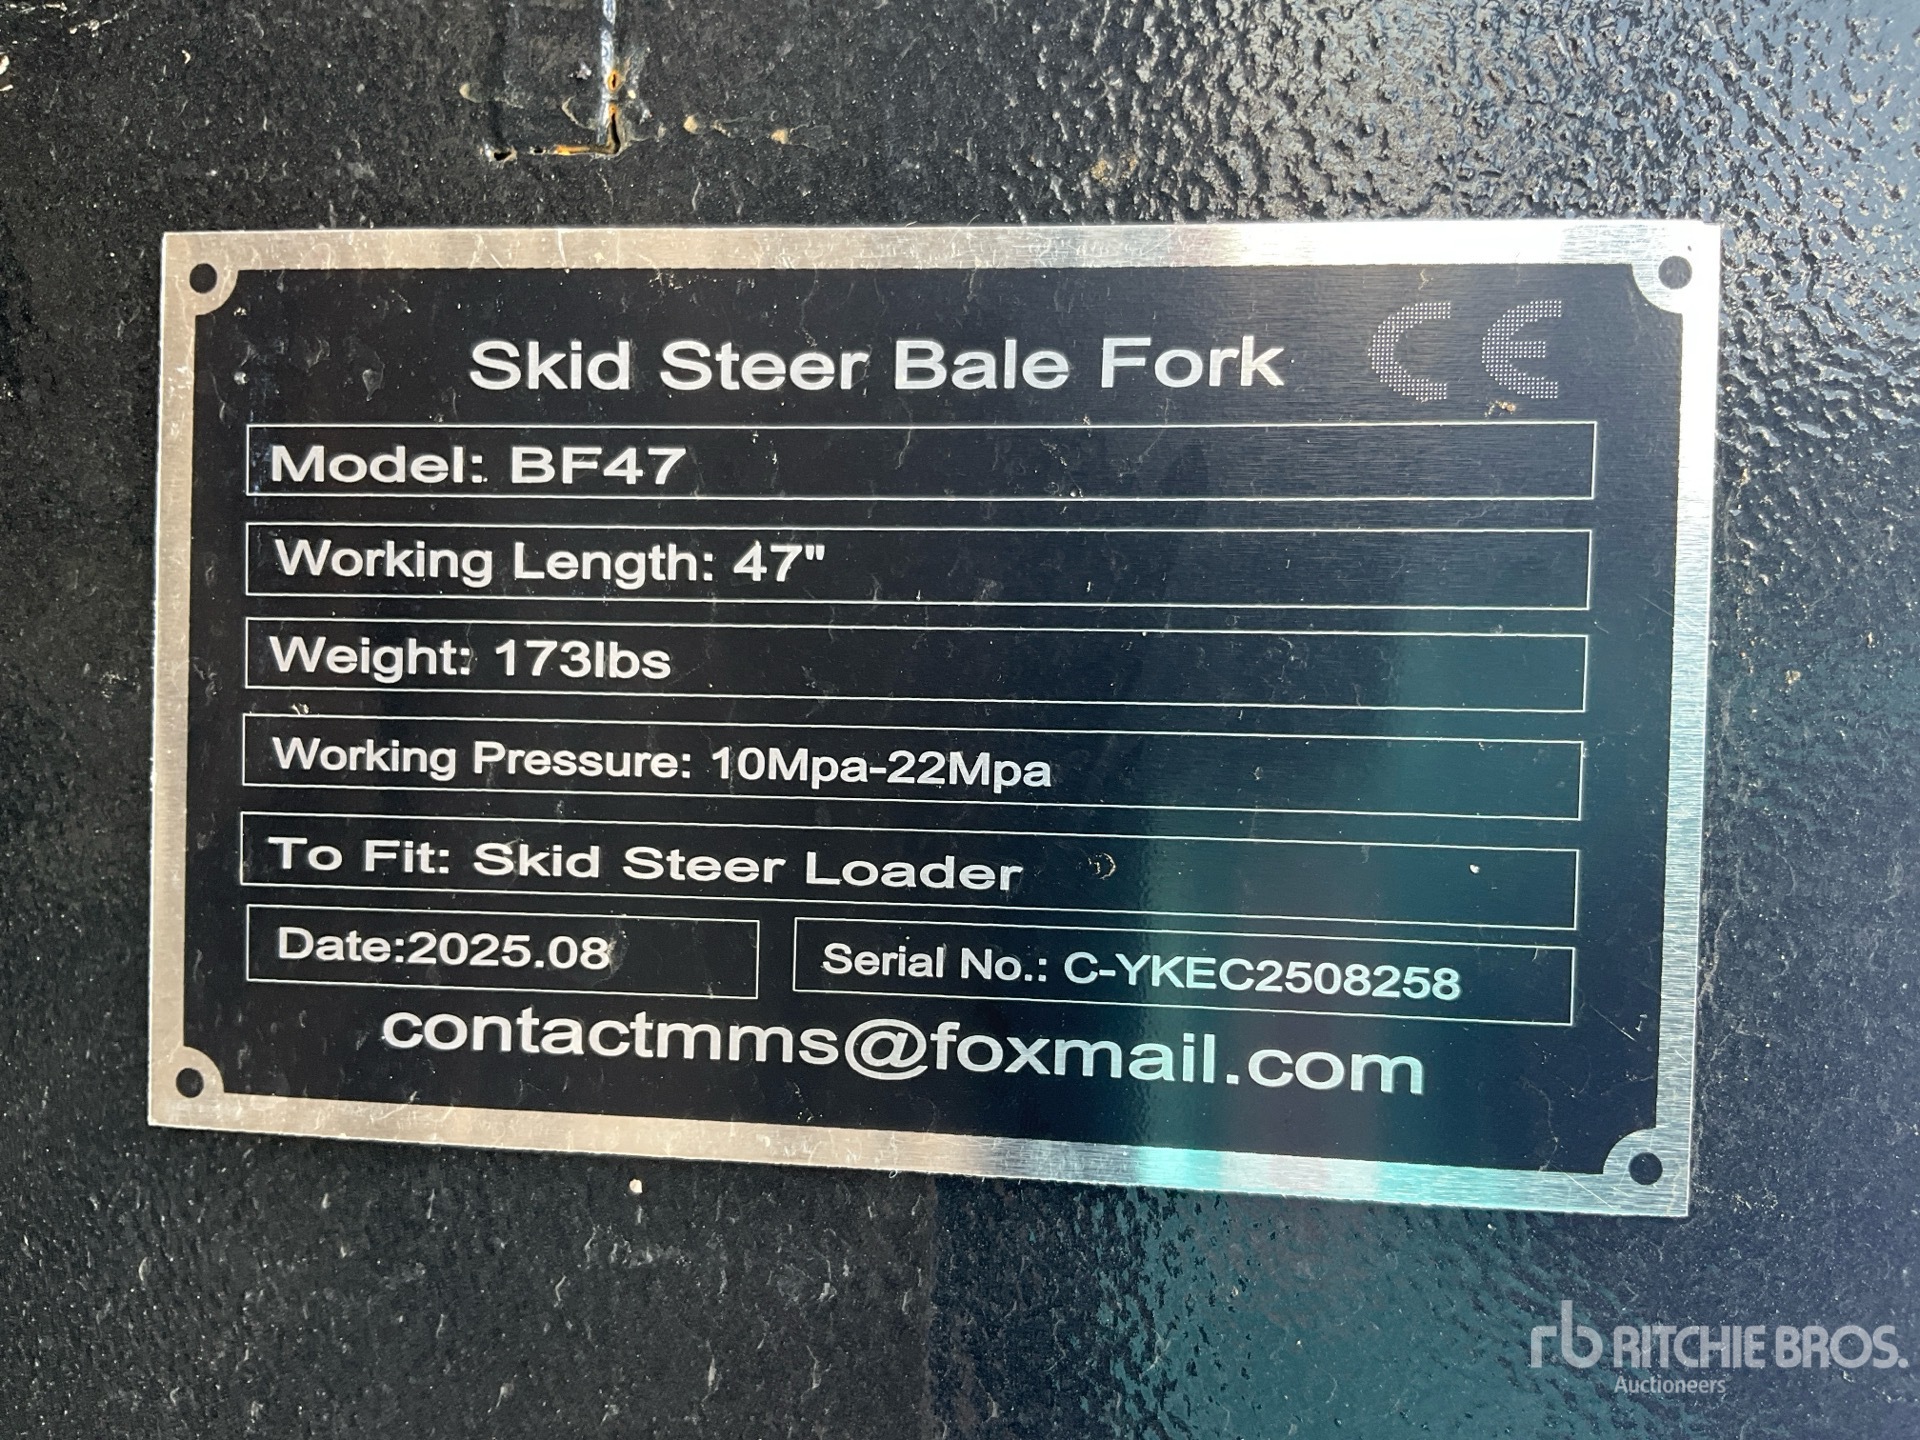 Skid Steer Bale Fork CE
Model: BF47
Working Length: 47"
Weight: 173lbs
Working Pressure: 10Mpa-22Mpa
To Fit: Skid Steer Loader
Date:2025.08 Serial No.: C-YKEC2508258
contactmms@foxmail.com
rb RITCHIE BROS.
Auctioneers